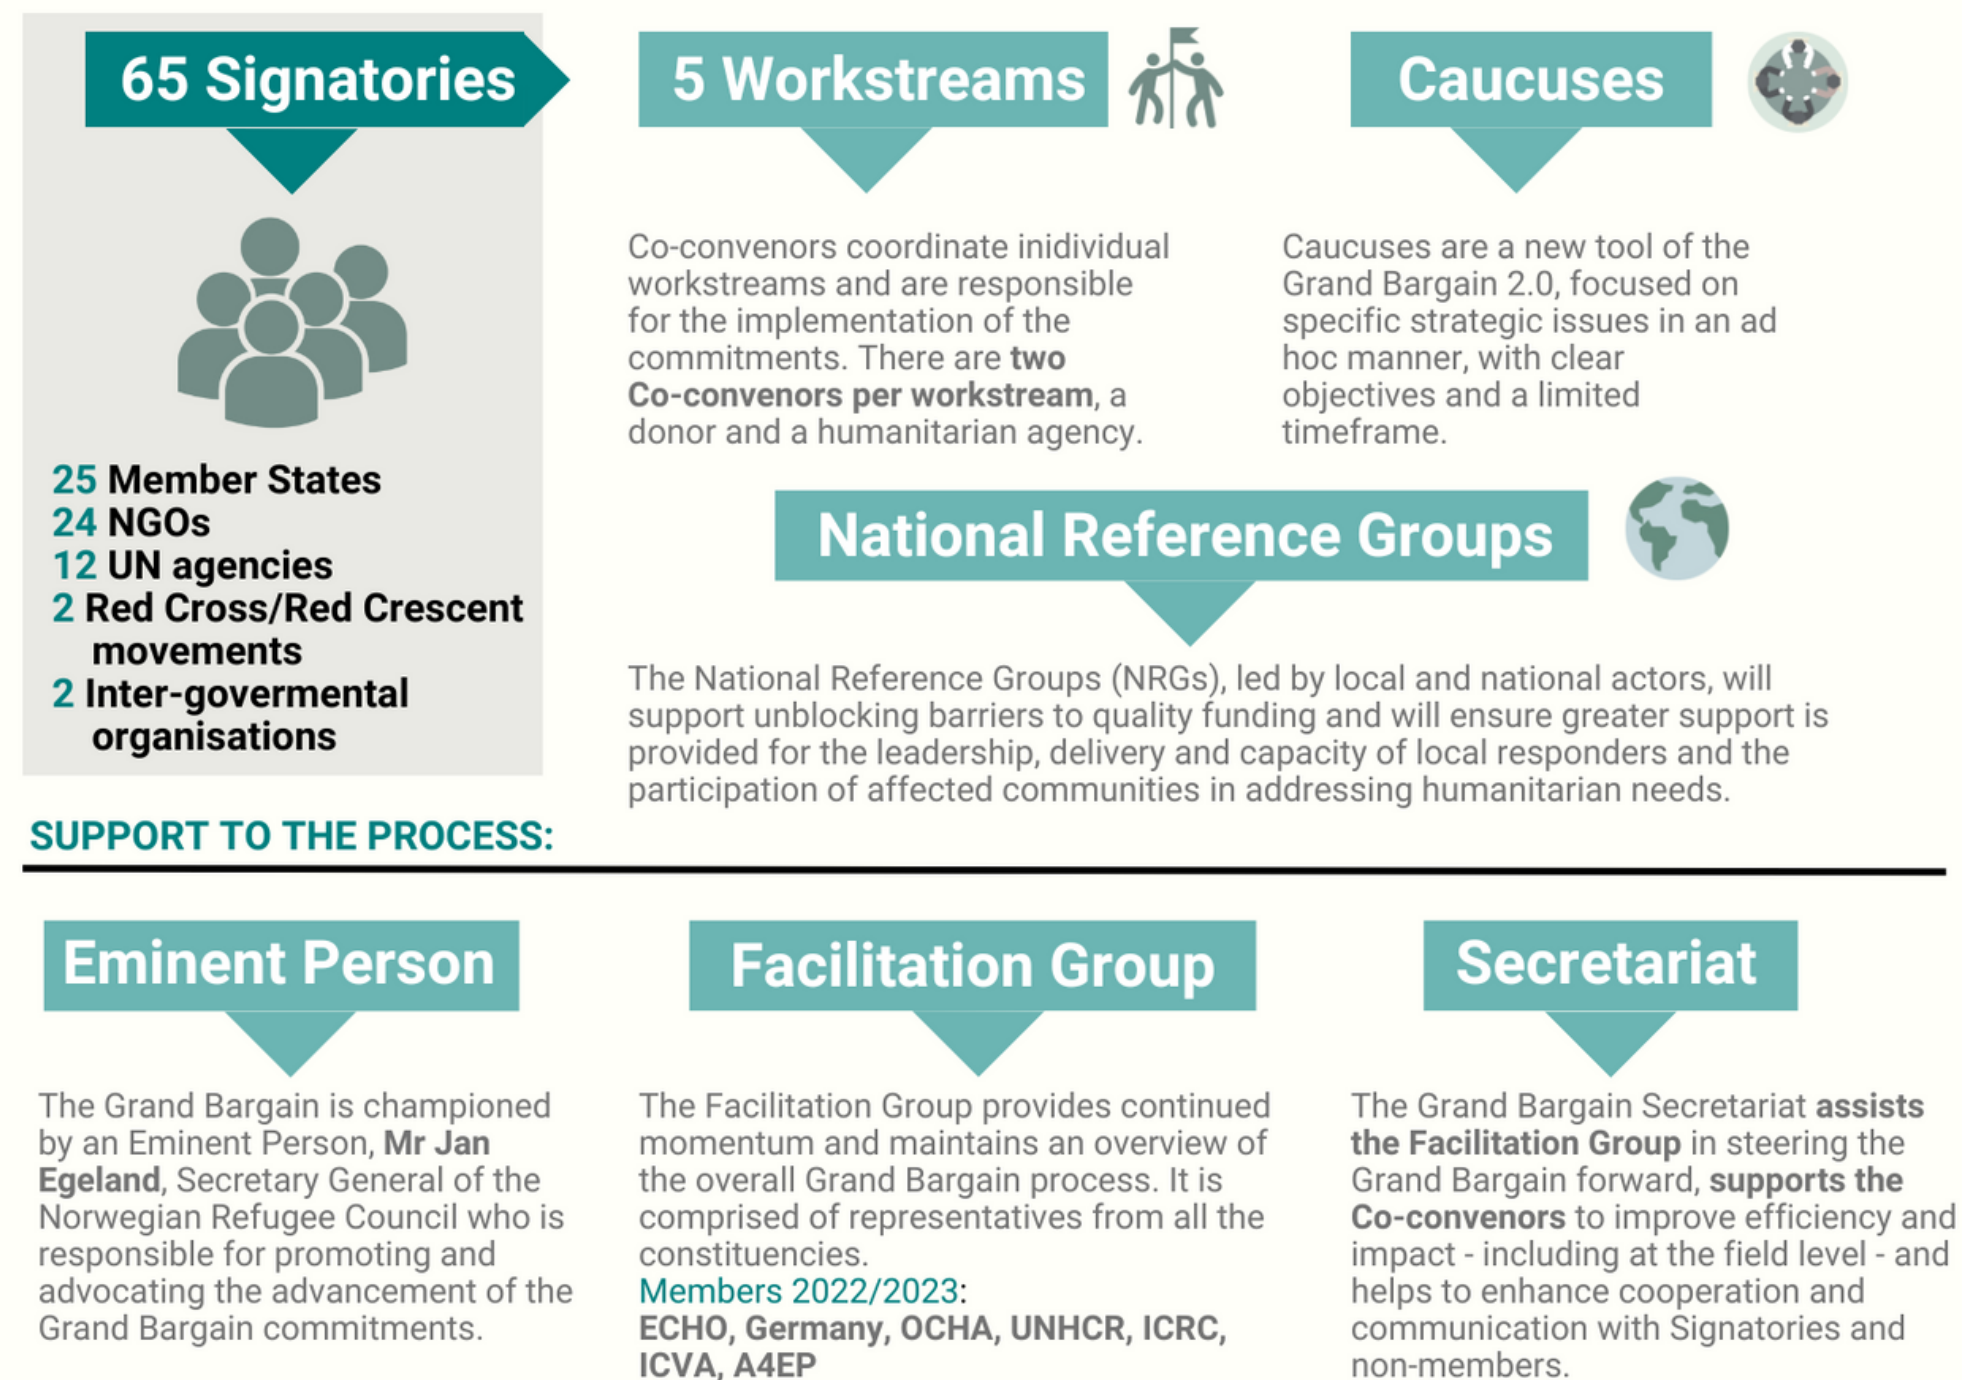 65 Signatories
25 Member States
24 NGOs
12 UN agencies
2 Red Cross/Red Crescent
movements
2 Inter-govermental
organisations
5 Workstreams
Co-convenors coordinate inidividual
workstreams and are responsible
for the implementation of the
commitments. There are two
Co-convenors per workstream, a
donor and a humanitarian agency.
Caucuses
Caucuses are a new tool of the
Grand Bargain 2.0, focused on
specific strategic issues in an ad
hoc manner, with clear
objectives and a limited
timeframe.
National Reference Groups
The National Reference Groups (NRGs), led by local and national actors, will
support unblocking barriers to quality funding and will ensure greater support is
provided for the leadership, delivery and capacity of local responders and the
participation of affected communities in addressing humanitarian needs.
SUPPORT TO THE PROCESS:
Eminent Person
The Grand Bargain is championed
by an Eminent Person, Mr Jan
Egeland, Secretary General of the
Norwegian Refugee Council who is
responsible for promoting and
advocating the advancement of the
Grand Bargain commitments.
Facilitation Group
The Facilitation Group provides continued
momentum and maintains an overview of
the overall Grand Bargain process. It is
comprised of representatives from all the
constituencies.
Members 2022/2023:
ECHO, Germany, OCHA, UNHCR, ICRC,
ICVA, A4EP
Secretariat
The Grand Bargain Secretariat assists
the Facilitation Group in steering the
Grand Bargain forward, supports the
Co-convenors to improve efficiency and
impact - including at the field level - and
helps to enhance cooperation and
communication with Signatories and
non-members.